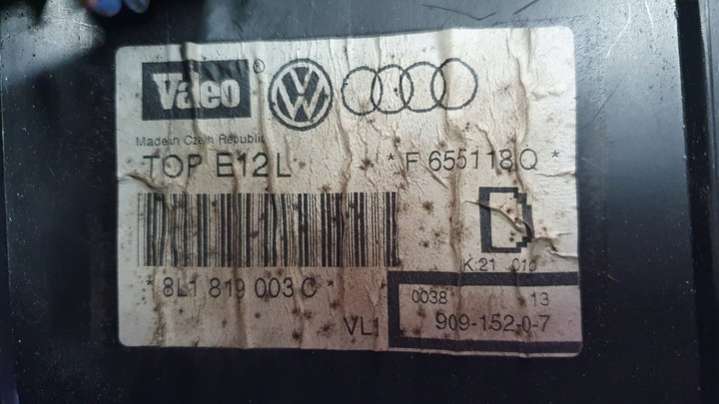 Valeo ®
Made in Czech Republic
TOP E12L * F 655118Q *
D
* 8L1 819 003 C *
K:21
0038 13
VL1 909-152-0-7